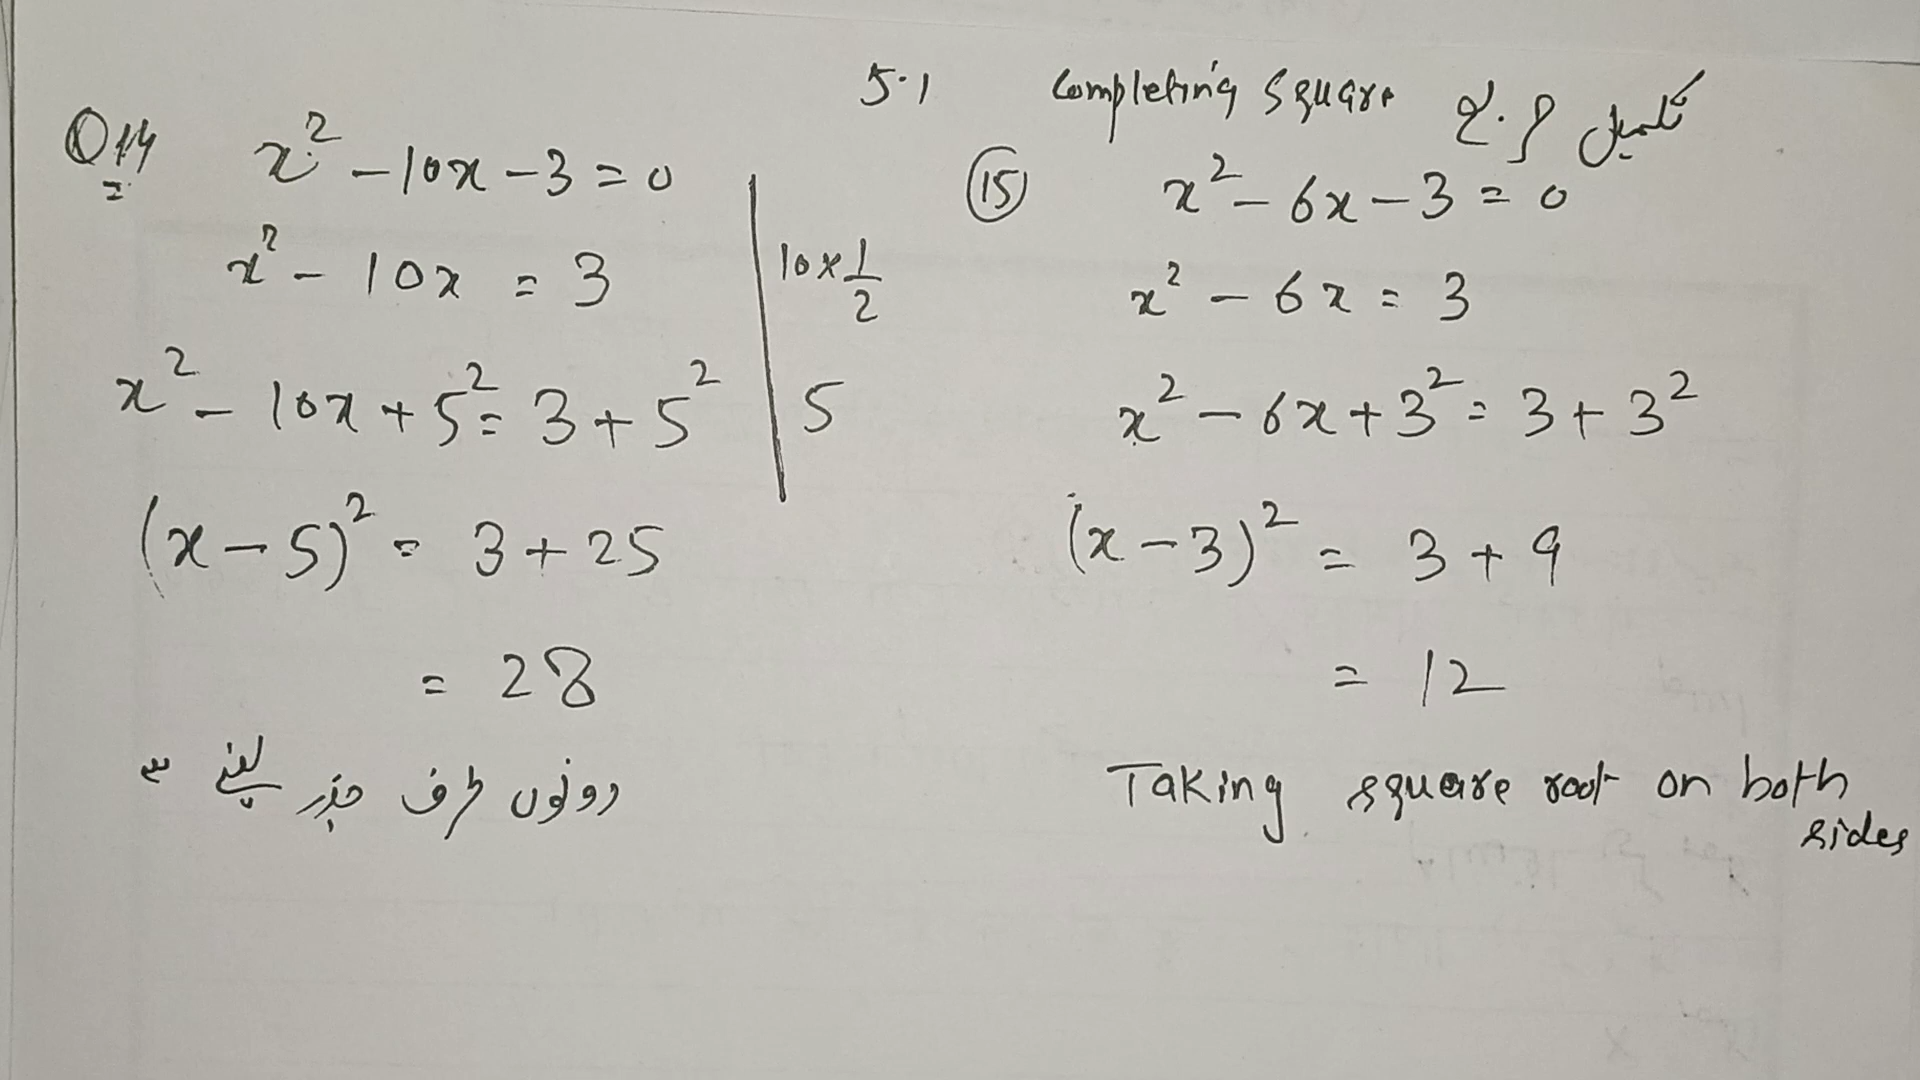 5.1 Completing Square تکمیل مربع
Q14 x² - 10x - 3 = 0
x² - 10x = 3
x² - 10x + 5² = 3 + 5²
(x - 5)² = 3 + 25
= 28
دونوں طرف جذر لینے سے
10 × 1/2
5
(15) x² - 6x - 3 = 0
x² - 6x = 3
x² - 6x + 3² = 3 + 3²
(x - 3)² = 3 + 9
= 12
Taking square root on both
sides